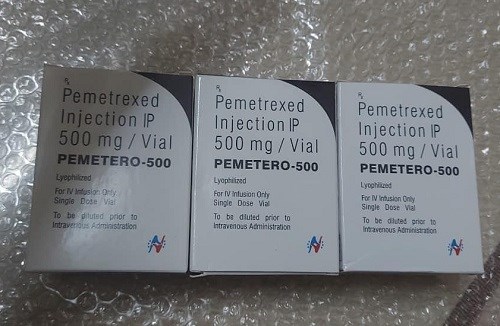 Rx
Pemetrexed
Injection IP
500 mg / Vial
PEMETERO-500
Lyophilized
For IV Infusion Only
Single Dose Vial
To be diluted prior to
Intravenous Administration
Rx
Pemetrexed
Injection IP
500 mg / Vial
PEMETERO-500
Lyophilized
For IV Infusion Only
Single Dose Vial
To be diluted prior to
Intravenous Administration
Rx
Pemetrexed
Injection IP
500 mg / Vial
PEMETERO-500
Lyophilized
For IV Infusion Only
Single Dose Vial
To be diluted prior to
Intravenous Administration